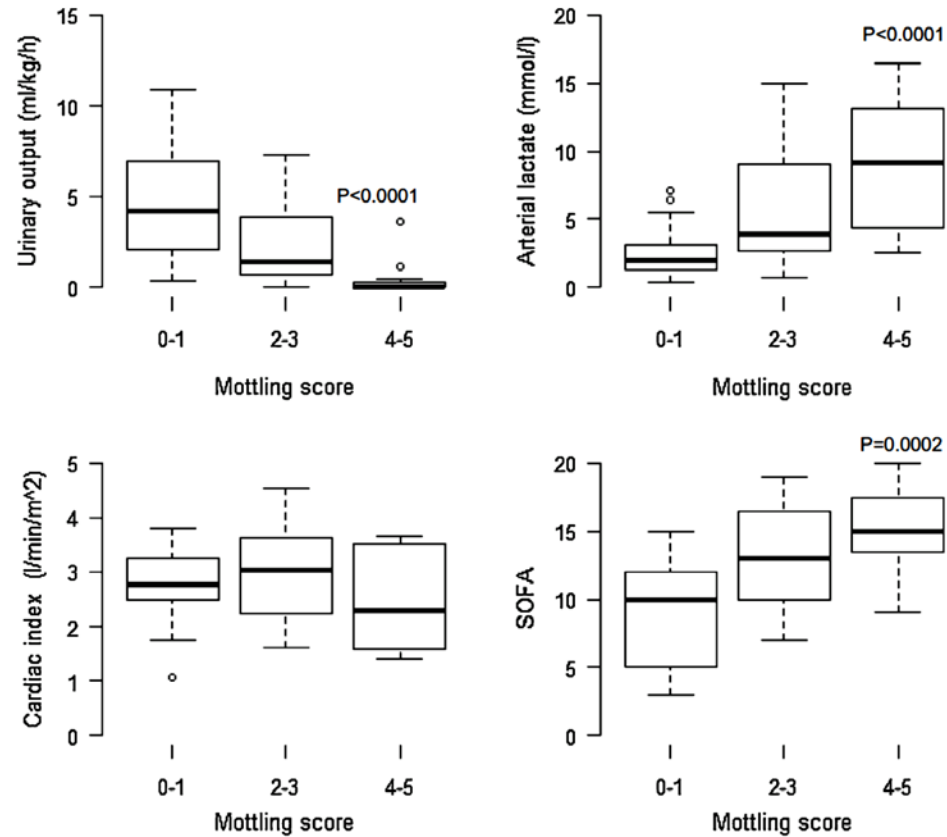 Urinary output (ml/kg/h)
15
10
5
0
P<0.0001
0-1
2-3
4-5
Mottling score
Arterial lactate (mmol/l)
20
15
10
5
0
P<0.0001
0-1
2-3
4-5
Mottling score
Cardiac index (l/min/m^2)
5
4
3
2
1
0
0-1
2-3
4-5
Mottling score
SOFA
20
15
10
5
0
P=0.0002
0-1
2-3
4-5
Mottling score